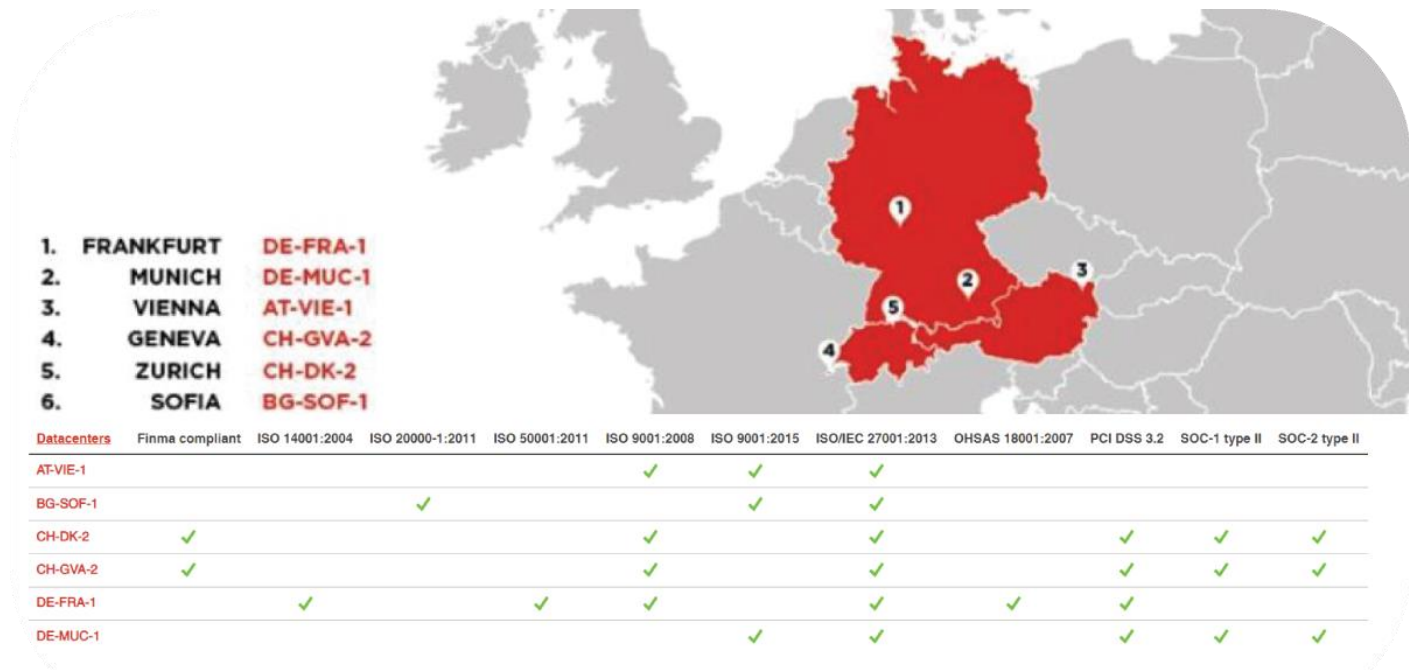 1. FRANKFURT DE-FRA-1
2. MUNICH DE-MUC-1
3. VIENNA AT-VIE-1
4. GENEVA CH-GVA-2
5. ZURICH CH-DK-2
6. SOFIA BG-SOF-1
1
2
3
5
4
Datacenters Finma compliant ISO 14001:2004 ISO 20000-1:2011 ISO 50001:2011 ISO 9001:2008 ISO 9001:2015 ISO/IEC 27001:2013 OHSAS 18001:2007 PCI DSS 3.2 SOC-1 type II SOC-2 type II
AT-VIE-1 ✓ ✓ ✓
BG-SOF-1 ✓ ✓ ✓
CH-DK-2 ✓ ✓ ✓ ✓ ✓ ✓
CH-GVA-2 ✓ ✓ ✓ ✓ ✓ ✓
DE-FRA-1 ✓ ✓ ✓ ✓ ✓ ✓
DE-MUC-1 ✓ ✓ ✓ ✓ ✓